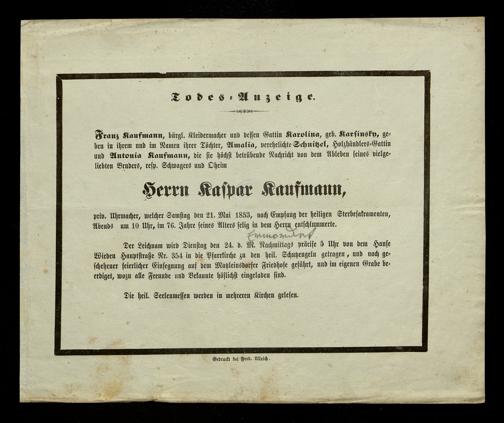 Todes-Anzeige.
Franz Kaufmann, bürgl. Kleidermacher und dessen Gattin Karolina, geb. Karfinsky, ge-
ben in ihrem und im Namen ihrer Töchter, Amalia, verehelichte Schnitzel, Holzhändlers-Gattin
und Antonia Kaufmann, die sie höchst betrübende Nachricht von dem Ableben seines vielge-
liebten Bruders, resp. Schwagers und Oheim
Herrn Kaspar Kaufmann,
priv. Uhrmacher, welcher Samstag den 21. Mai 1853, nach Empfang der heiligen Sterbesakramenten,
Abends um 10 Uhr, im 76. Jahre seines Alters selig in dem Herrn entschlummerte.
Der Leichnam wird Dienstag den 24. d. M. Nachmittags präcise 5 Uhr von dem Hause
Wieden Hauptstraße Nr. 354 in die Pfarrkirche zu den heil. Schutzengeln getragen, und nach ge-
schehener feierlicher Einsegnung auf dem Matzleinsdorfer Friedhofe geführt, und im eigenen Grabe be-
erdiget, wozu alle Freunde und Bekannte höflichst eingeladen sind.
Die heil. Seelenmessen werden in mehreren Kirchen gelesen.
Gedruckt bei Ferd. Ullrich.